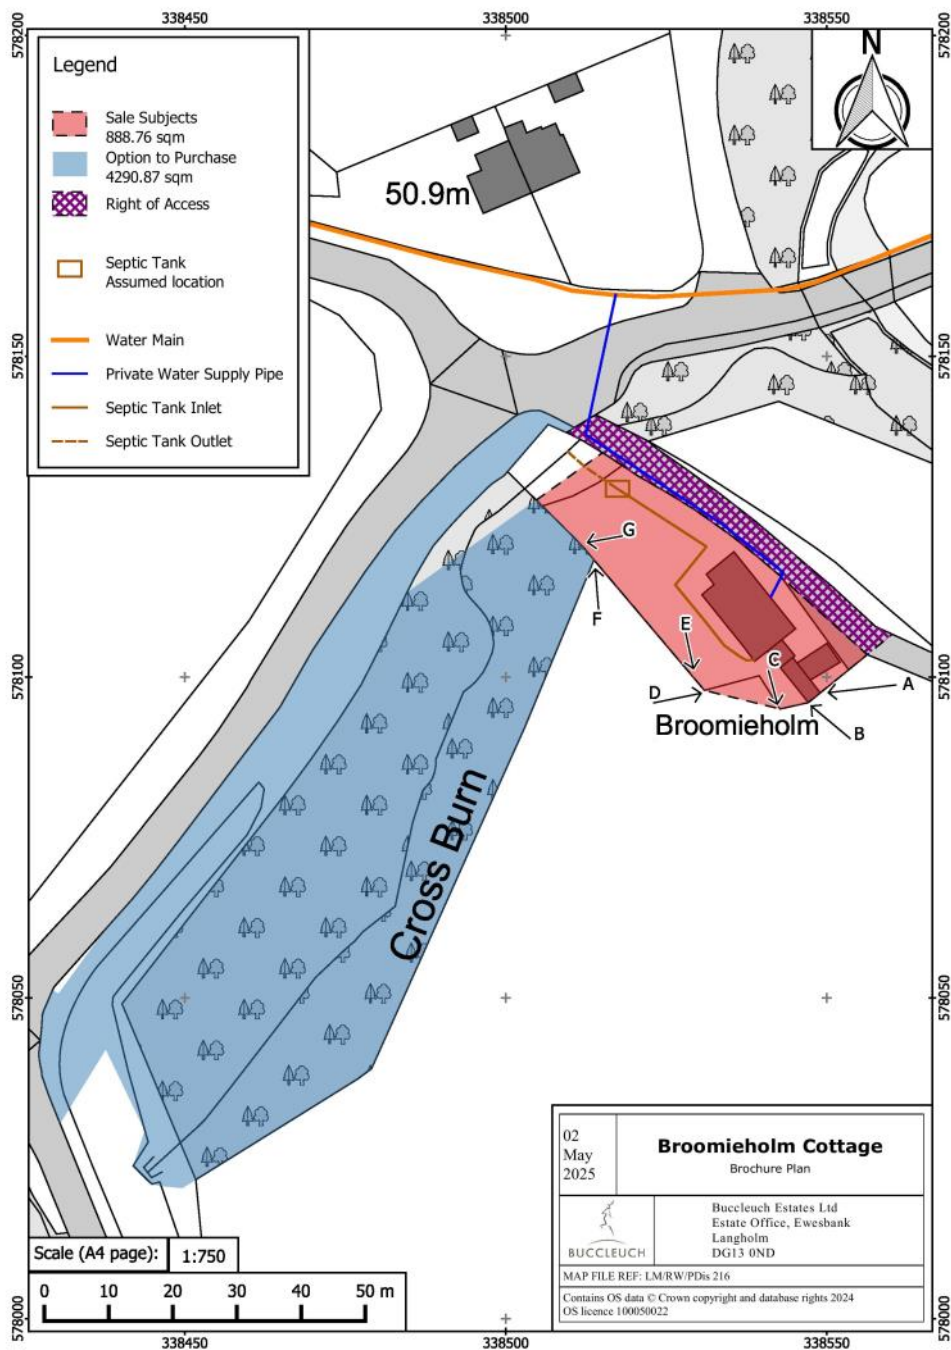 338450
338500
338550
578200
578200
Legend
Sale Subjects
888.76 sqm
Option to Purchase
4290.87 sqm
Right of Access
Septic Tank
Assumed location
Water Main
Private Water Supply Pipe
Septic Tank Inlet
Septic Tank Outlet
N
50.9m
578150
578150
G
F
E
C
D
A
B
Broomieholm
578100
578100
Cross Burn
578050
578050
02
May
2025
Broomieholm Cottage
Brochure Plan
BUCCLEUCH
Buccleuch Estates Ltd
Estate Office, Ewesbank
Langholm
DG13 0ND
MAP FILE REF: LM/RW/PDis 216
Contains OS data © Crown copyright and database rights 2024
OS licence 100050022
Scale (A4 page): 1:750
0 10 20 30 40 50 m
578000
578000
338450
338500
338550